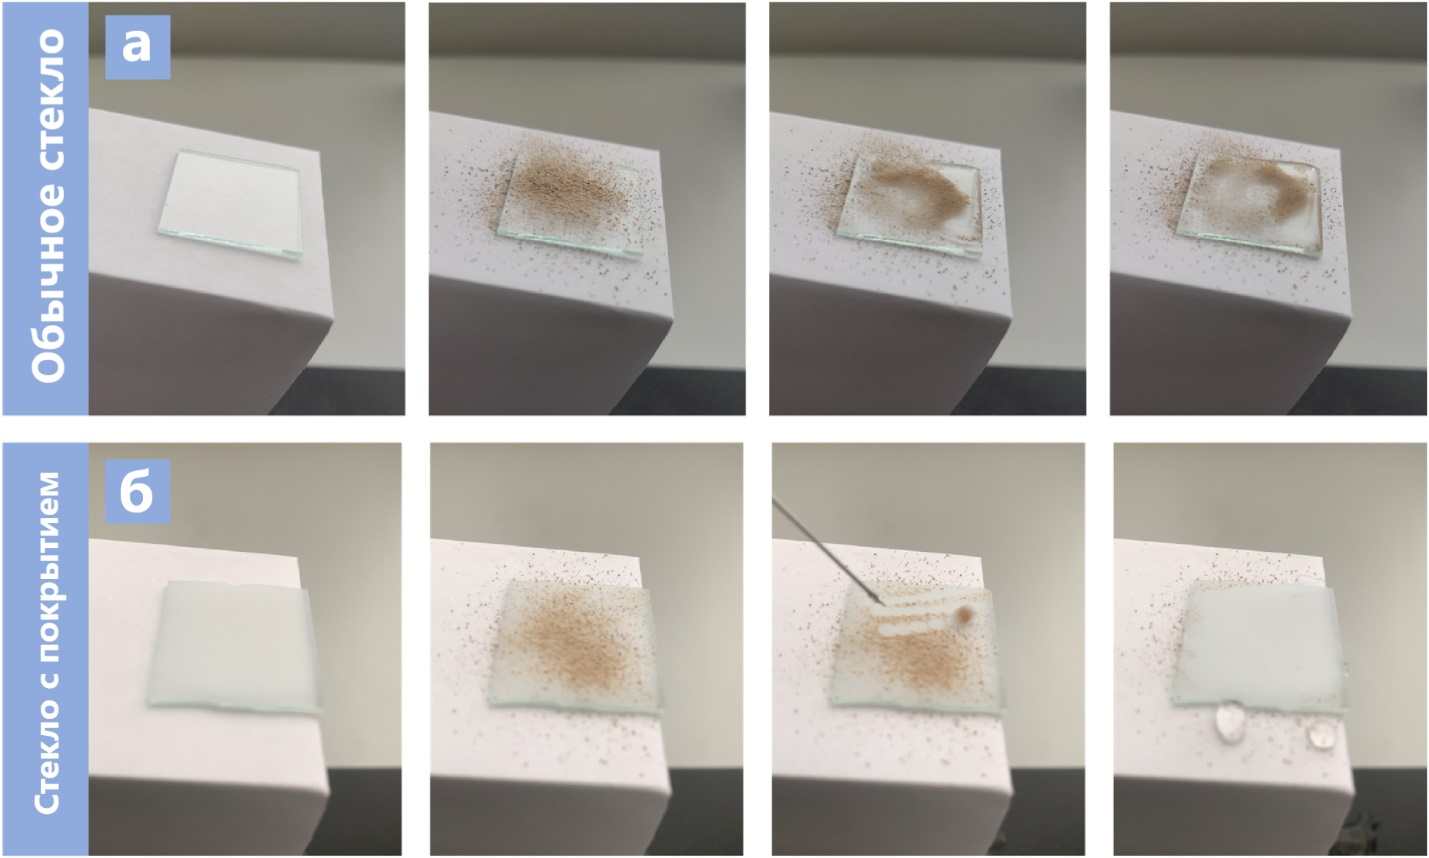 Обычное стекло
а
Стекло с покрытием
б